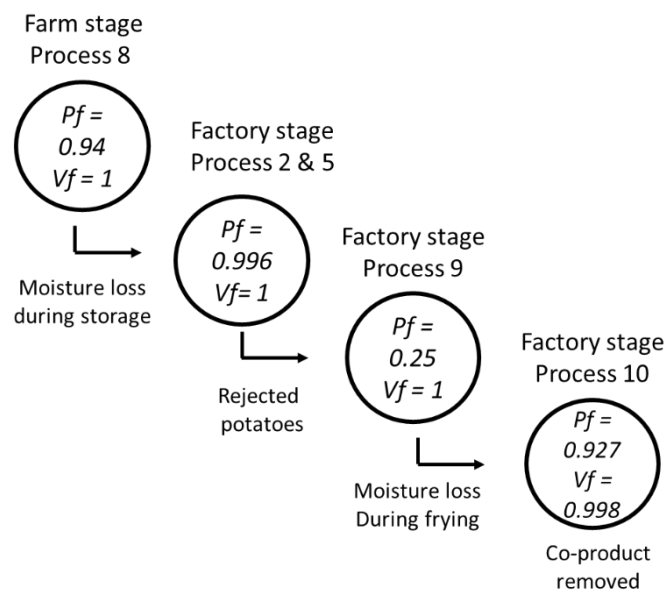 Farm stage
Process 8
Pf =
0.94
Vf = 1
Moisture loss
during storage
Factory stage
Process 2 & 5
Pf =
0.996
Vf= 1
Rejected
potatoes
Factory stage
Process 9
Pf =
0.25
Vf = 1
Moisture loss
During frying
Factory stage
Process 10
Pf =
0.927
Vf =
0.998
Co-product
removed